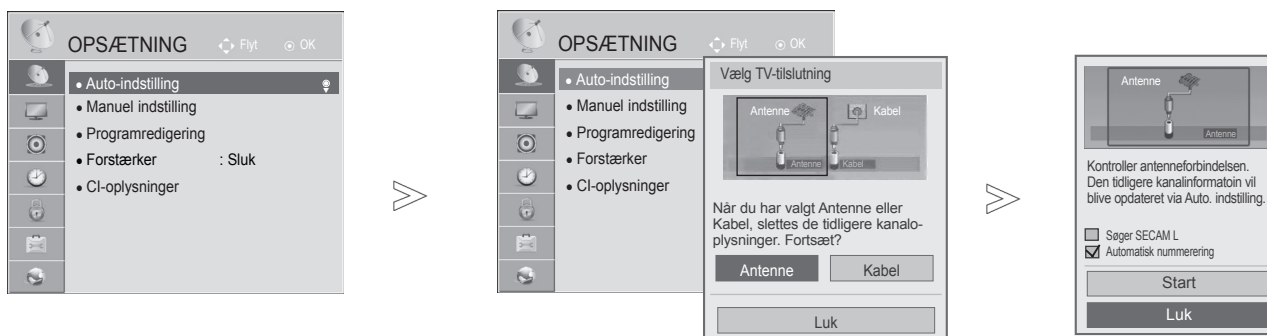 OPSÆTNING Flyt OK
• Auto-indstilling
• Manuel indstilling
• Programredigering
• Forstærker : Sluk
• CI-oplysninger
OPSÆTNING Flyt OK
• Auto-indstilling
• Manuel indstilling
• Programredigering
• Forstærker
• CI-oplysninger
Vælg TV-tilslutning
Antenne Kabel
Antenne Kabel
Når du har valgt Antenne eller
Kabel, slettes de tidligere kanalo-
plysninger. Fortsæt?
Antenne Kabel
Luk
Antenne
Antenne
Kontroller antenneforbindelsen.
Den tidligere kanalinformatoin vil
blive opdateret via Auto. indstilling.
Søger SECAM L
Automatisk nummerering
Start
Luk